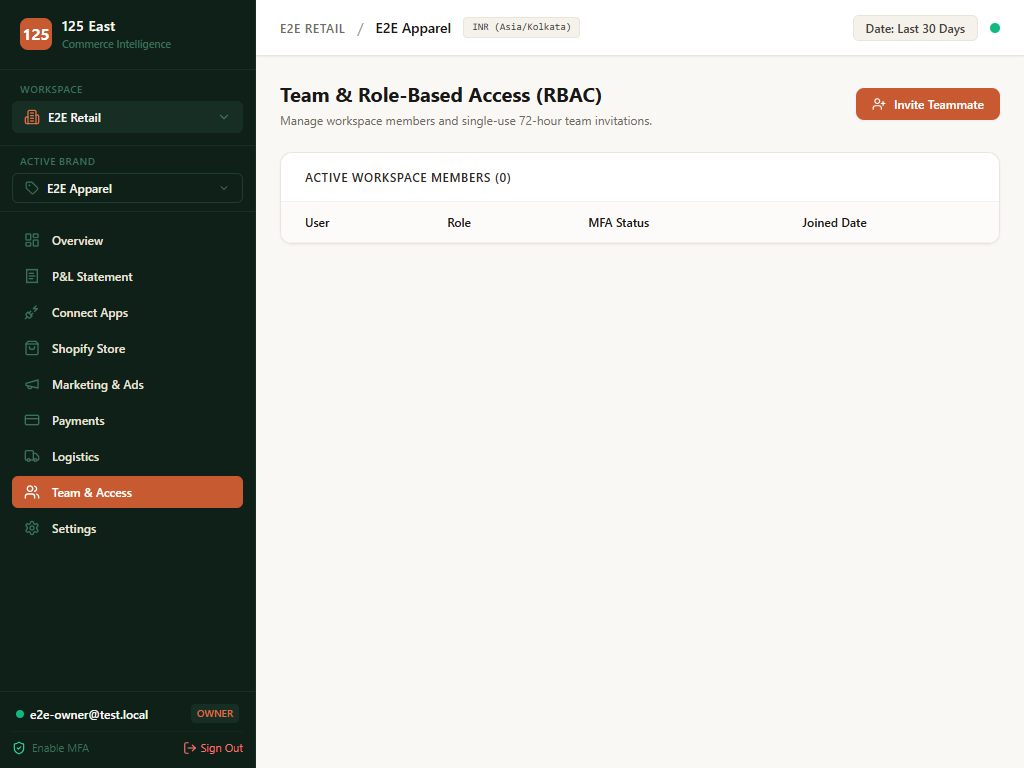 125
125 East
Commerce Intelligence
WORKSPACE
E2E Retail
ACTIVE BRAND
E2E Apparel
Overview
P&L Statement
Connect Apps
Shopify Store
Marketing & Ads
Payments
Logistics
Team & Access
Settings
e2e-owner@test.local OWNER
Enable MFA Sign Out
E2E RETAIL / E2E Apparel INR (Asia/Kolkata) Date: Last 30 Days
Team & Role-Based Access (RBAC)
Manage workspace members and single-use 72-hour team invitations.
Invite Teammate
ACTIVE WORKSPACE MEMBERS (0)
User Role MFA Status Joined Date